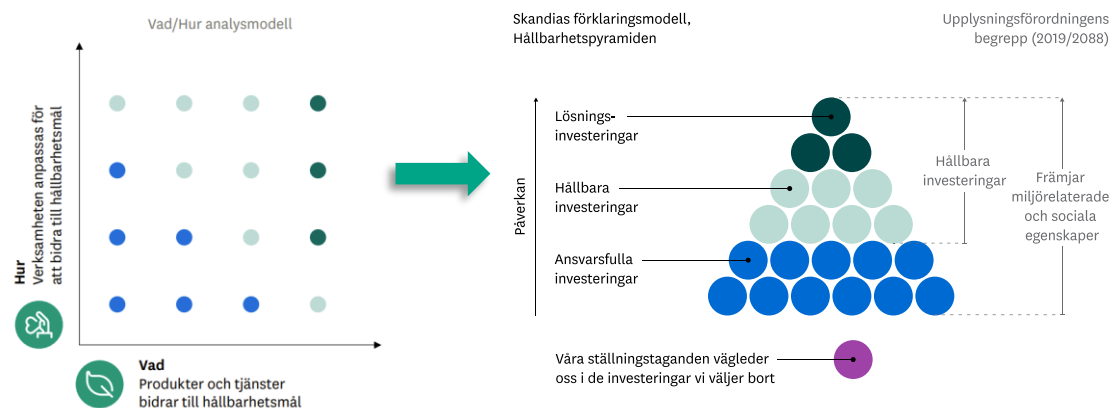 Vad/Hur analysmodell
Hur
Verksamheten anpassas för
att bidra till hållbarhetsmål
Vad
Produkter och tjänster
bidrar till hållbarhetsmål
Skandias förklaringsmodell,
Hållbarhetspyramiden
Upplysningsförordningens
begrepp (2019/2088)
Påverkan
Lösnings-
investeringar
Hållbara
investeringar
Ansvarsfulla
investeringar
Hållbara
investeringar
Främjar
miljörelaterade
och sociala
egenskaper
Våra ställningstaganden vägleder
oss i de investeringar vi väljer bort